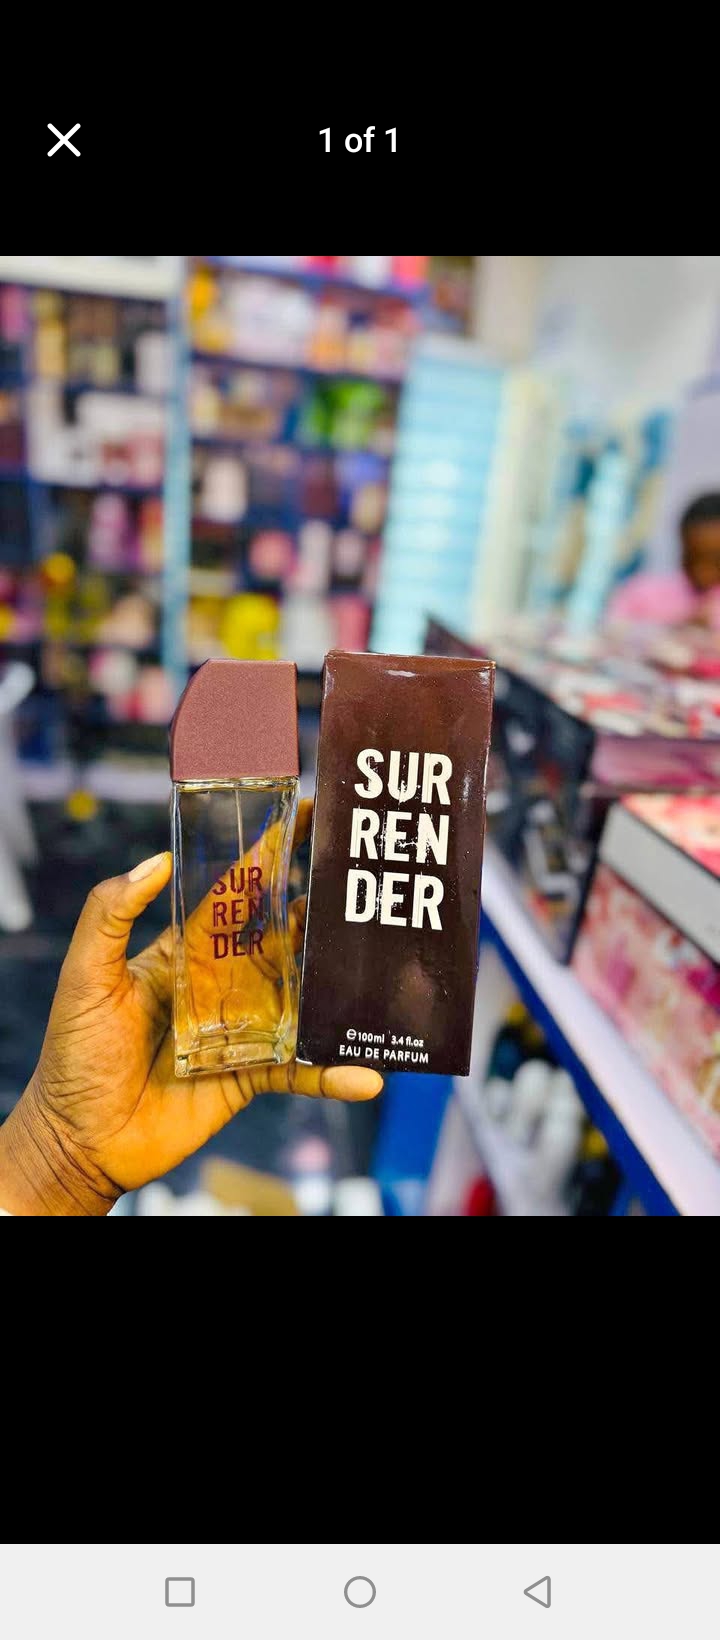 1 of 1
SUR
REN
DER
SUR
REN
DER
℮100ml 3.4 fl.oz
EAU DE PARFUM